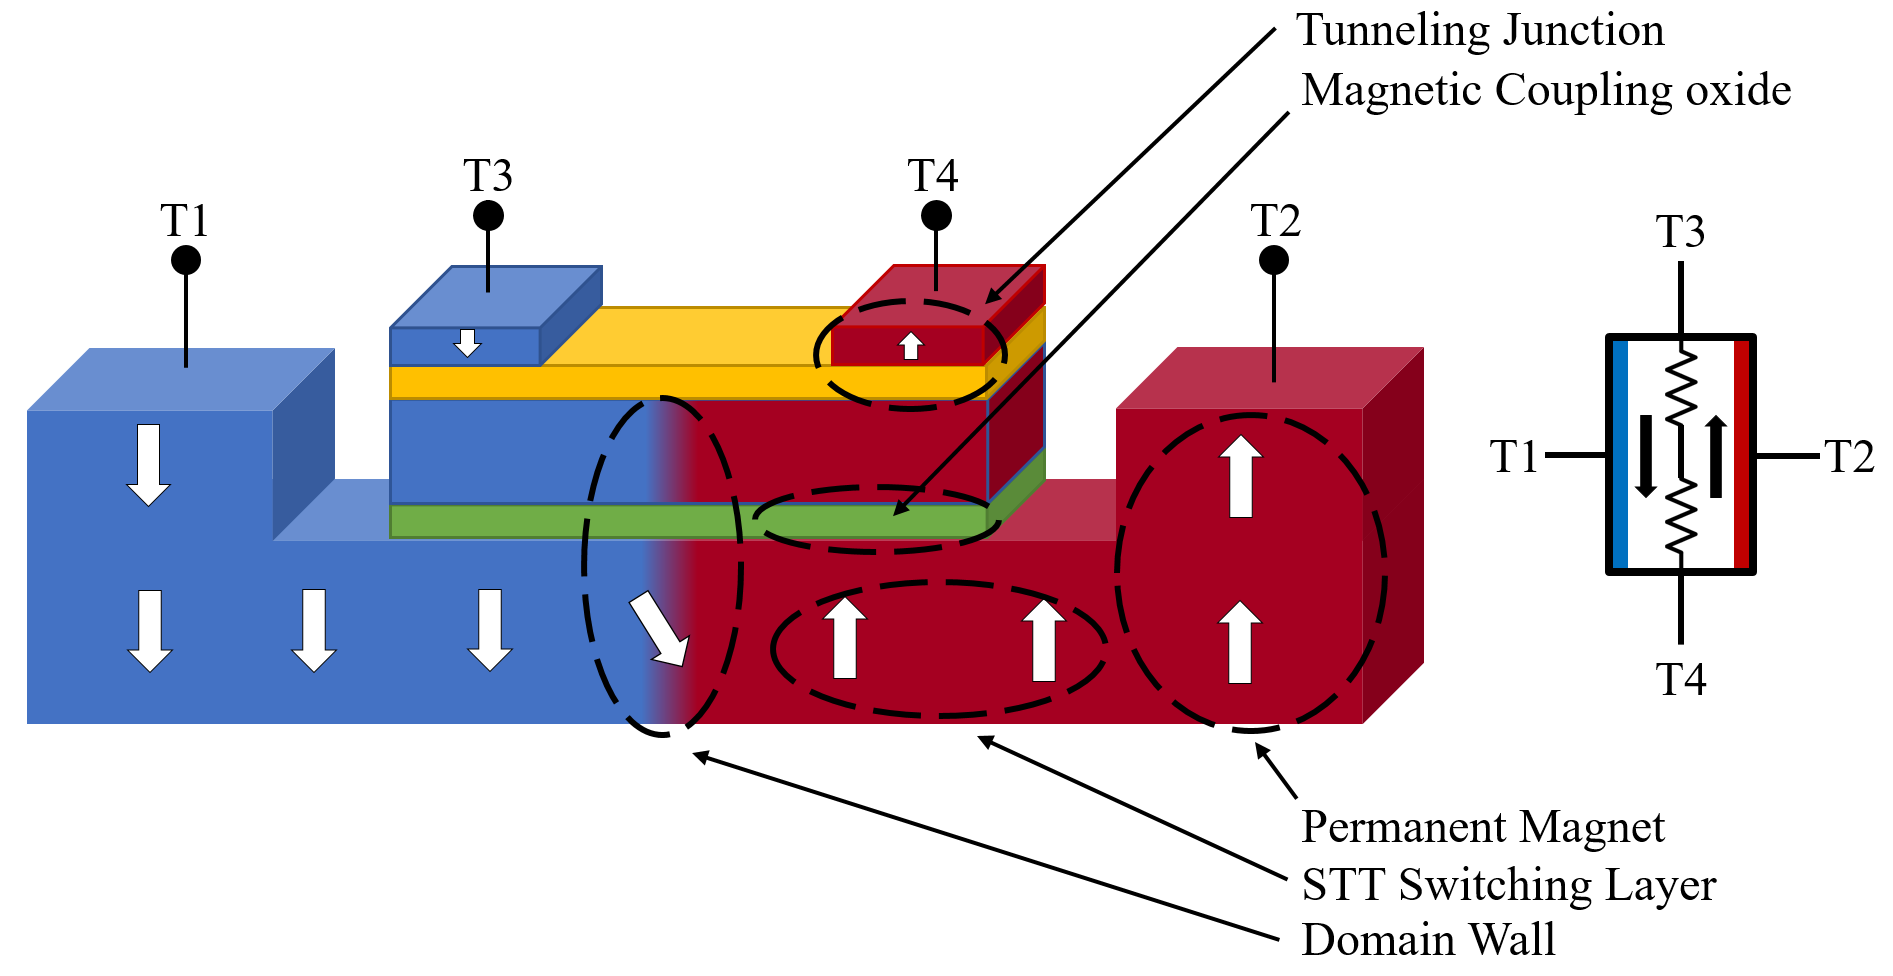 Tunneling Junction
Magnetic Coupling oxide
T3
T4
T1
T2
T3
T1
T2
T4
Permanent Magnet
STT Switching Layer
Domain Wall